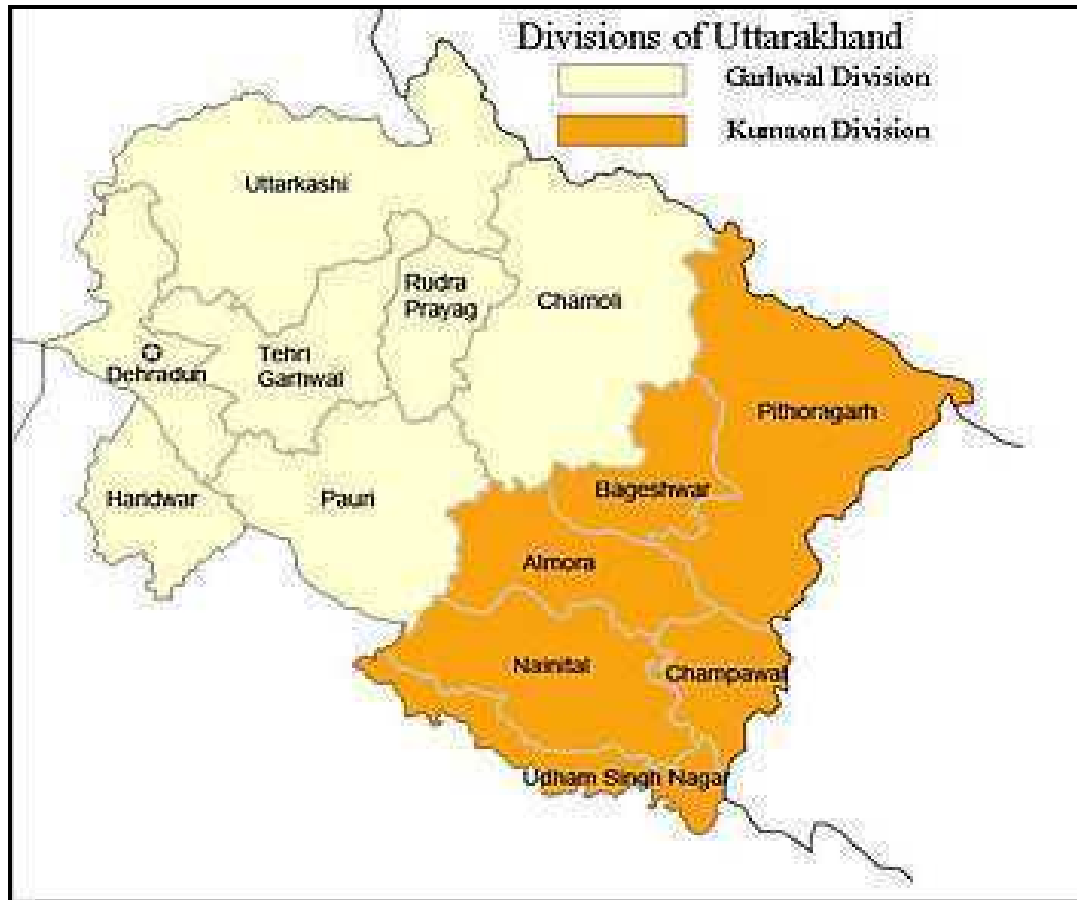 Divisions of Uttarakhand
Garhwal Division
Kumaon Division
Uttarkashi
Rudra
Prayag
Chamoli
Tehri
Garhwal
Dehradun
Pithoragarh
Haridwar
Pauri
Bageshwar
Almora
Nainital
Champawat
Udham Singh Nagar